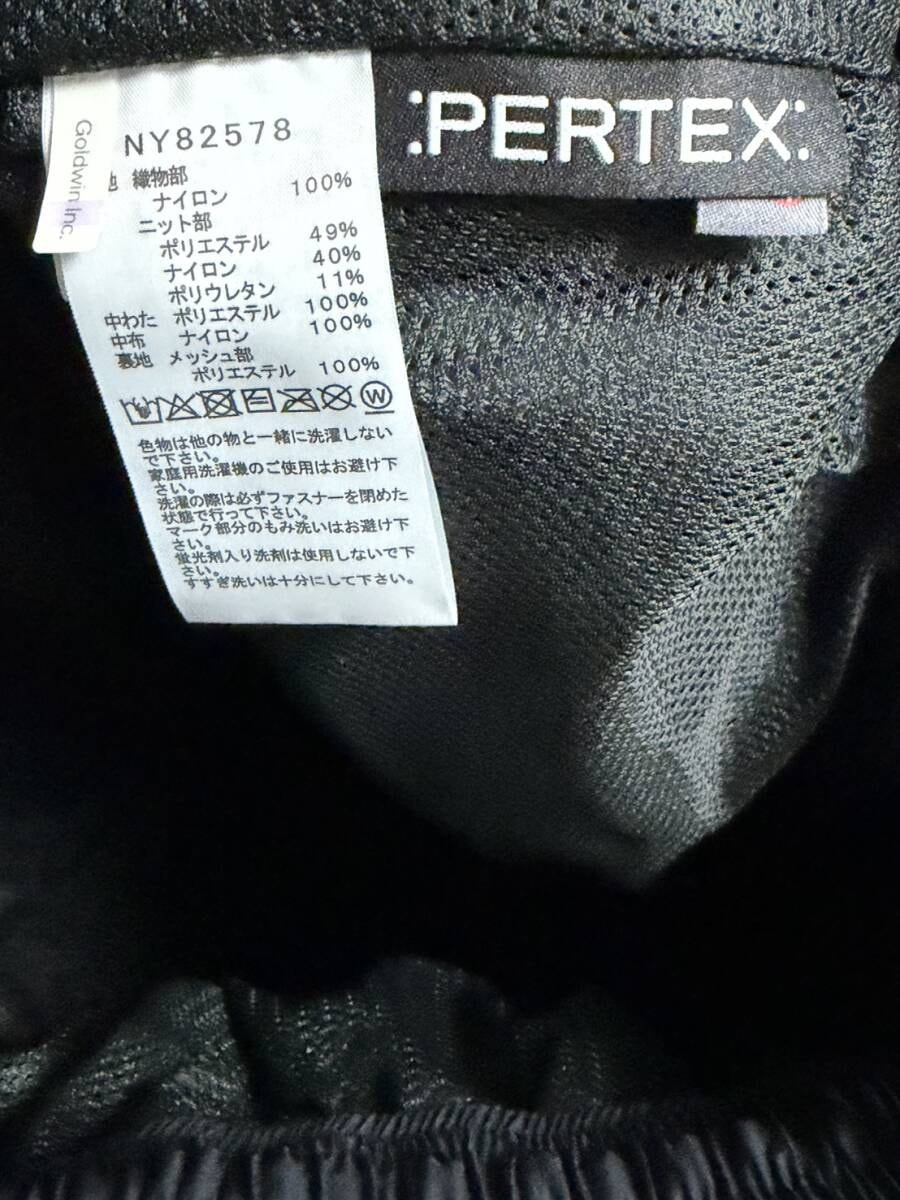 Goldwin Inc.
NY82578
:PERTEX:
地 織物部
ナイロン 100%
ニット部
ポリエステル 49%
ナイロン 40%
ポリウレタン 11%
中わた ポリエステル 100%
中布 ナイロン 100%
裏地 メッシュ部
ポリエステル 100%
W
色物は他の物と一緒に洗濯しない
で下さい。
家庭用洗濯機のご使用はお避け下
さい。
洗濯の際は必ずファスナーを閉めた
状態で行って下さい。
マーク部分のもみ洗いはお避け下
さい。
蛍光剤入り洗剤は使用しないで下
さい。
すすぎ洗いは十分にして下さい。